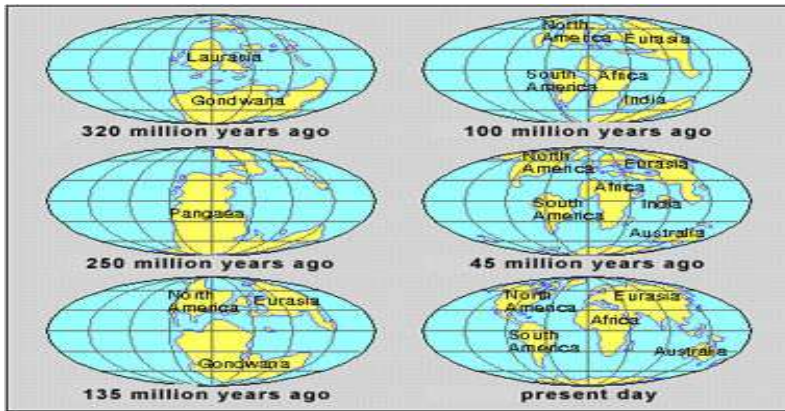 Laurasia
Gondwana
320 million years ago
Pangaea
250 million years ago
North
America
Eurasia
Gondwana
135 million years ago
North
America
Eurasia
South
America
Africa
India
100 million years ago
North
America
Eurasia
Africa
South
America
India
Australia
45 million years ago
North
America
Eurasia
Africa
South
America
Australia
present day